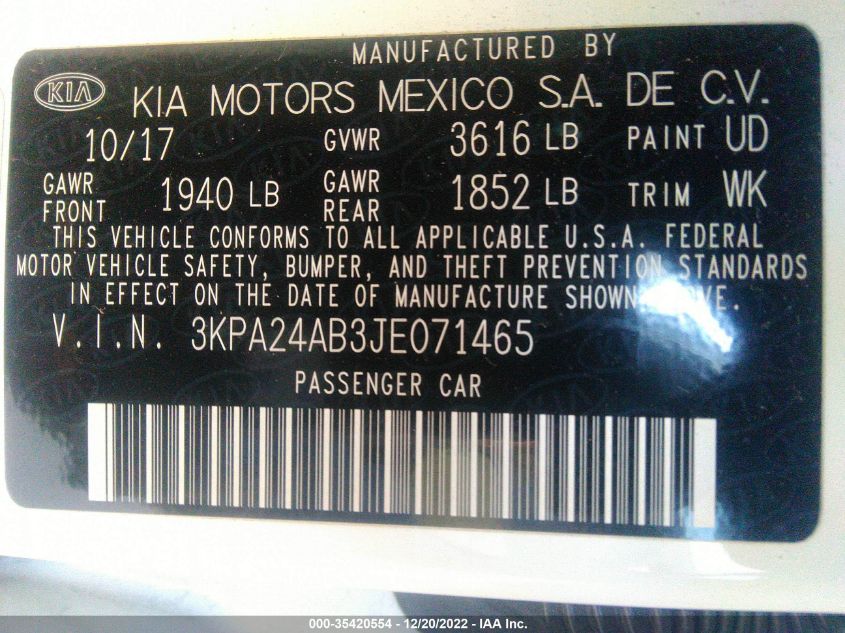 MANUFACTURED BY
KIA KIA MOTORS MEXICO S.A. DE C.V.
10/17 GVWR 3616 LB PAINT UD
GAWR FRONT 1940 LB GAWR REAR 1852 LB TRIM WK
THIS VEHICLE CONFORMS TO ALL APPLICABLE U.S.A. FEDERAL
MOTOR VEHICLE SAFETY, BUMPER, AND THEFT PREVENTION STANDARDS
IN EFFECT ON THE DATE OF MANUFACTURE SHOWN
V.I.N. 3KPA24AB3JE071465
PASSENGER CAR
000-35420554 - 12/20/2022 - IAA Inc.